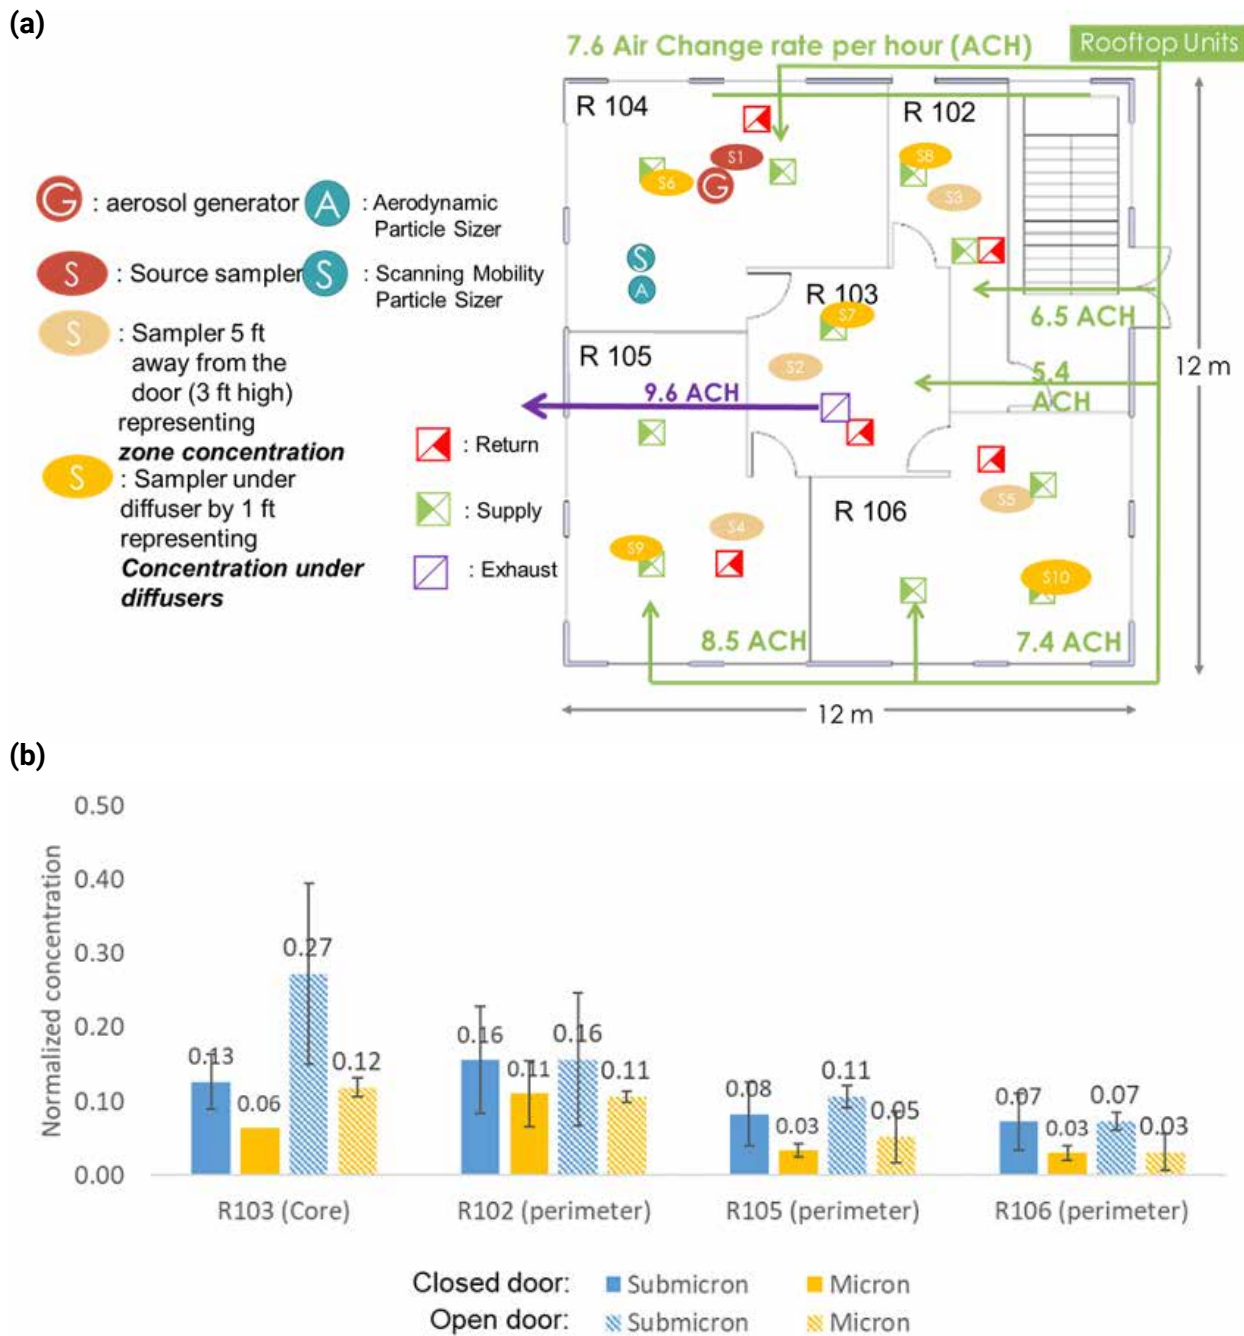 (a)
7.6 Air Change rate per hour (ACH)
Rooftop Units
R 104
R 102
S1
S6
G
S8
S3
G : aerosol generator
A : Aerodynamic
Particle Sizer
S : Source sampler
S : Scanning Mobility
Particle Sizer
S : Sampler 5 ft
away from the
door (3 ft high)
representing
zone concentration
S : Sampler under
diffuser by 1 ft
representing
Concentration under
diffusers
: Return
: Supply
: Exhaust
S
A
R 103
S7
6.5 ACH
R 105
S2
12 m
5.4
ACH
9.6 ACH
S5
R 106
S4
S9
S10
8.5 ACH
7.4 ACH
12 m
(b)
Normalized concentration
0.50
0.40
0.30
0.20
0.10
0.00
0.13
0.06
0.27
0.12
0.16
0.11
0.16
0.11
0.08
0.03
0.11
0.05
0.07
0.03
0.07
0.03
R103 (Core)
R102 (perimeter)
R105 (perimeter)
R106 (perimeter)
Closed door: Submicron Micron
Open door: Submicron Micron